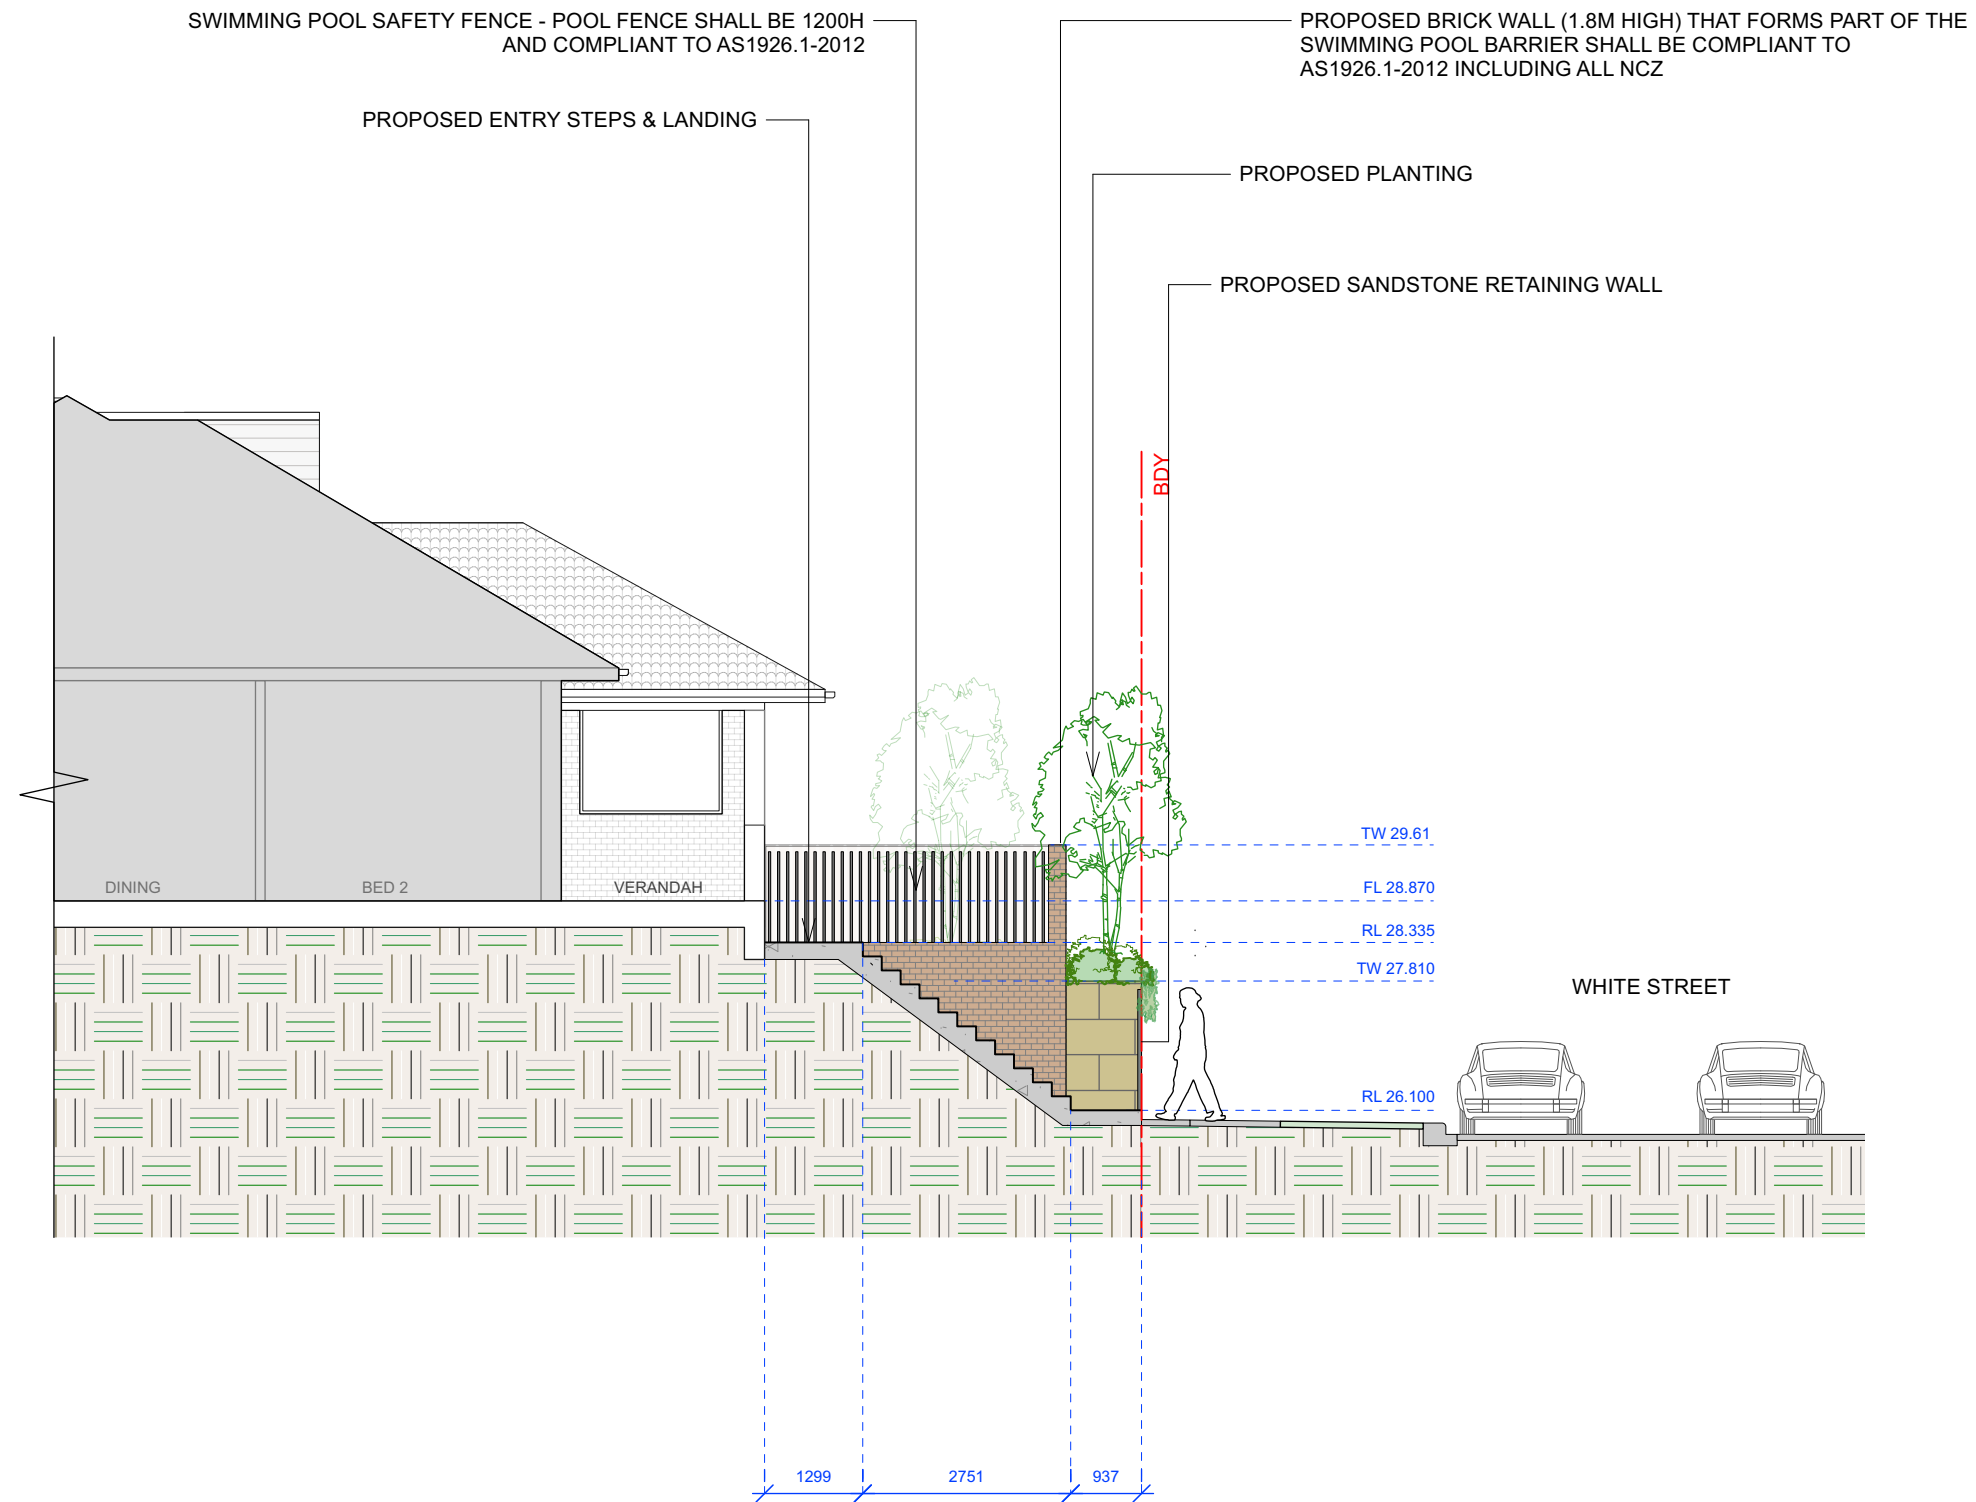 SWIMMING POOL SAFETY FENCE - POOL FENCE SHALL BE 1200H
AND COMPLIANT TO AS1926.1-2012
PROPOSED BRICK WALL (1.8M HIGH) THAT FORMS PART OF THE
SWIMMING POOL BARRIER SHALL BE COMPLIANT TO
AS1926.1-2012 INCLUDING ALL NCZ
PROPOSED ENTRY STEPS & LANDING
PROPOSED PLANTING
PROPOSED SANDSTONE RETAINING WALL
BDY
TW 29.61
DINING
BED 2
VERANDAH
FL 28.870
RL 28.335
TW 27.810
WHITE STREET
RL 26.100
1299
2751
937